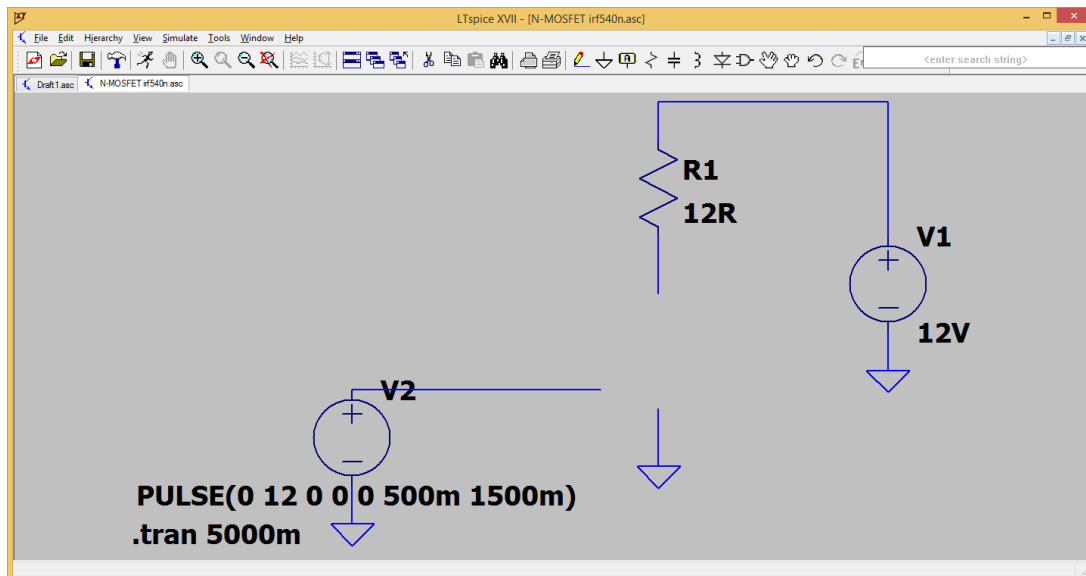 LTspice XVII - [N-MOSFET irf540n.asc]
File Edit Hierarchy View Simulate Tools Window Help
<enter search string>
Draft1.asc N-MOSFET irf540n.asc
R1
12R
V1
12V
V2
PULSE(0 12 0 0 0 500m 1500m)
.tran 5000m